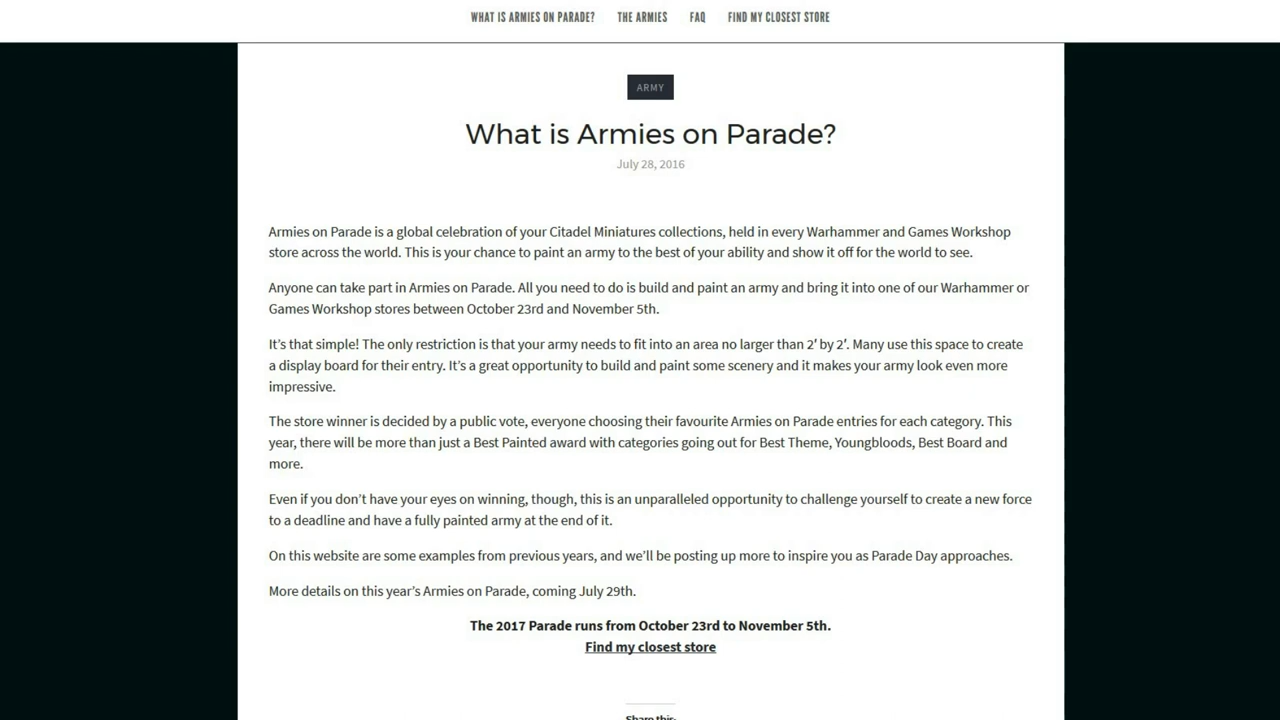 WHAT IS ARMIES ON PARADE? THE ARMIES FAQ FIND MY CLOSEST STORE
ARMY
What is Armies on Parade?
July 28, 2016
Armies on Parade is a global celebration of your Citadel Miniatures collections, held in every Warhammer and Games Workshop
store across the world. This is your chance to paint an army to the best of your ability and show it off for the world to see.
Anyone can take part in Armies on Parade. All you need to do is build and paint an army and bring it into one of our Warhammer or
Games Workshop stores between October 23rd and November 5th.
It’s that simple! The only restriction is that your army needs to fit into an area no larger than 2′ by 2′. Many use this space to create
a display board for their entry. It’s a great opportunity to build and paint some scenery and it makes your army look even more
impressive.
The store winner is decided by a public vote, everyone choosing their favourite Armies on Parade entries for each category. This
year, there will be more than just a Best Painted award with categories going out for Best Theme, Youngbloods, Best Board and
more.
Even if you don’t have your eyes on winning, though, this is an unparalleled opportunity to challenge yourself to create a new force
to a deadline and have a fully painted army at the end of it.
On this website are some examples from previous years, and we’ll be posting up more to inspire you as Parade Day approaches.
More details on this year’s Armies on Parade, coming July 29th.
The 2017 Parade runs from October 23rd to November 5th.
Find my closest store
Share this: